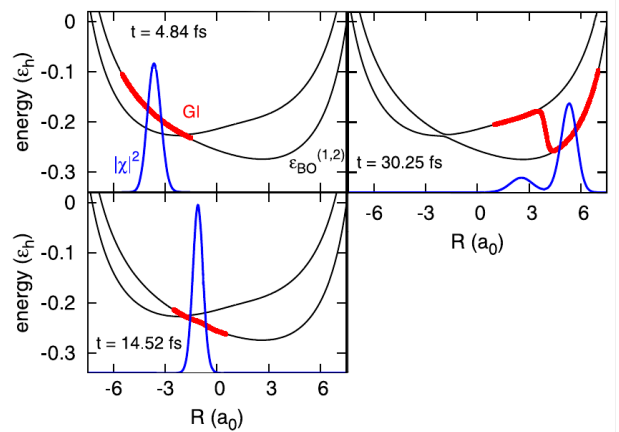 0
-0.1
-0.2
-0.3
energy (εₕ)
t = 4.84 fs
GI
|χ|²
ε_BO^(1,2)
t = 30.25 fs
-6
-3
0
3
6
R (a₀)
0
-0.1
-0.2
-0.3
energy (εₕ)
t = 14.52 fs
-6
-3
0
3
6
R (a₀)